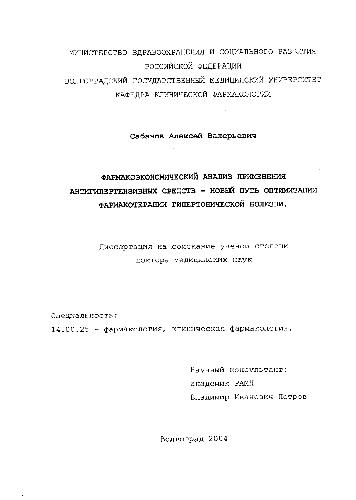 МИНИСТЕРСТВО ЗДРАВООХРАНЕНИЯ И СОЦИАЛЬНОГО РАЗВИТИЯ
РОССИЙСКОЙ ФЕДЕРАЦИИ
ВОЛГОГРАДСКИЙ ГОСУДАРСТВЕННЫЙ МЕДИЦИНСКИЙ УНИВЕРСИТЕТ
КАФЕДРА КЛИНИЧЕСКОЙ ФАРМАКОЛОГИИ
Сабанов Алексей Валерьевич
ФАРМАКОЭКОНОМИЧЕСКИЙ АНАЛИЗ ПРИМЕНЕНИЯ
АНТИГИПЕРТЕНЗИВНЫХ СРЕДСТВ – НОВЫЙ ПУТЬ ОПТИМИЗАЦИИ
ФАРМАКОТЕРАПИИ ГИПЕРТОНИЧЕСКОЙ БОЛЕЗНИ.
Диссертация на соискание ученой степени
доктора медицинских наук
Специальность:
14.00.25 – фармакология, клиническая фармакология.
Научный консультант:
академик РАМН
Владимир Иванович Петров
Волгоград 2004